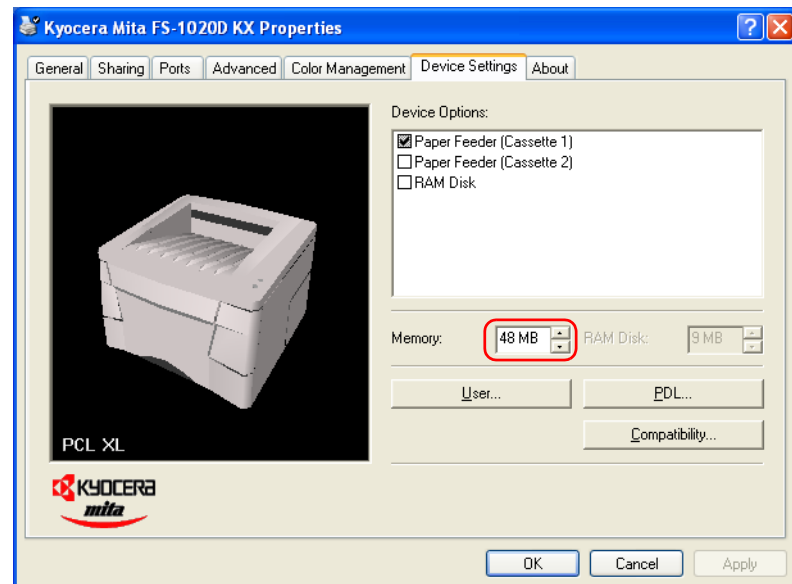 Kyocera Mita FS-1020D KX Properties
General Sharing Ports Advanced Color Management Device Settings About
Device Options:
Paper Feeder (Cassette 1)
Paper Feeder (Cassette 2)
RAM Disk
Memory: 48 MB RAM Disk: 9 MB
User... PDL...
Compatibility...
PCL XL
KYOCERA
mita
OK Cancel Apply